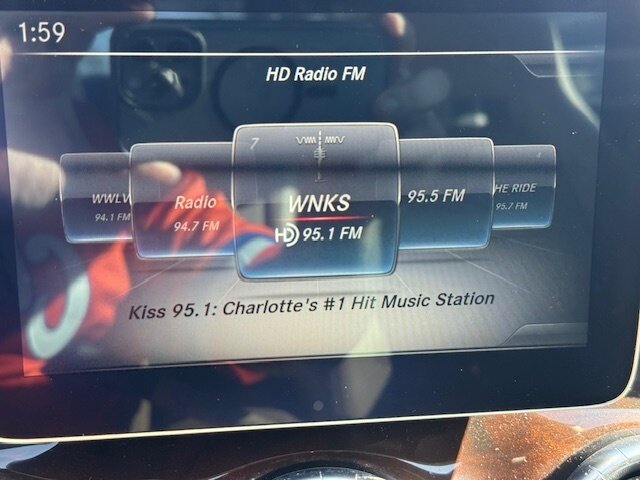 1:59
HD Radio FM
7
WWLV
94.1 FM
Radio
94.7 FM
WNKS
HD 95.1 FM
95.5 FM
HE RIDE
95.7 FM
Kiss 95.1: Charlotte's #1 Hit Music Station